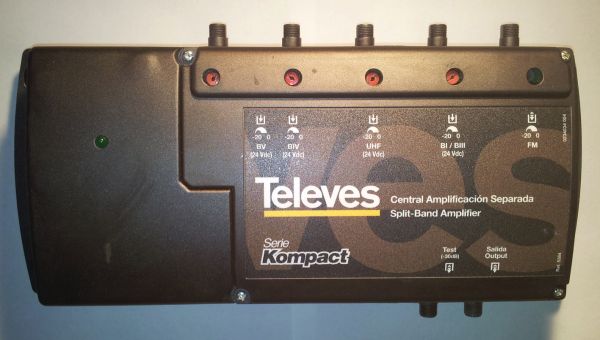 -20 0 -20 0 -20 0 -20 0 -20 0
BV BIV UHF BI / BIII FM
(24 Vdc) (24 Vdc) (24 Vdc) (24 Vdc)
Televes
Central Amplificación Separada
Split-Band Amplifier
Serie
Kompact
Test Salida
(-30dB) Output